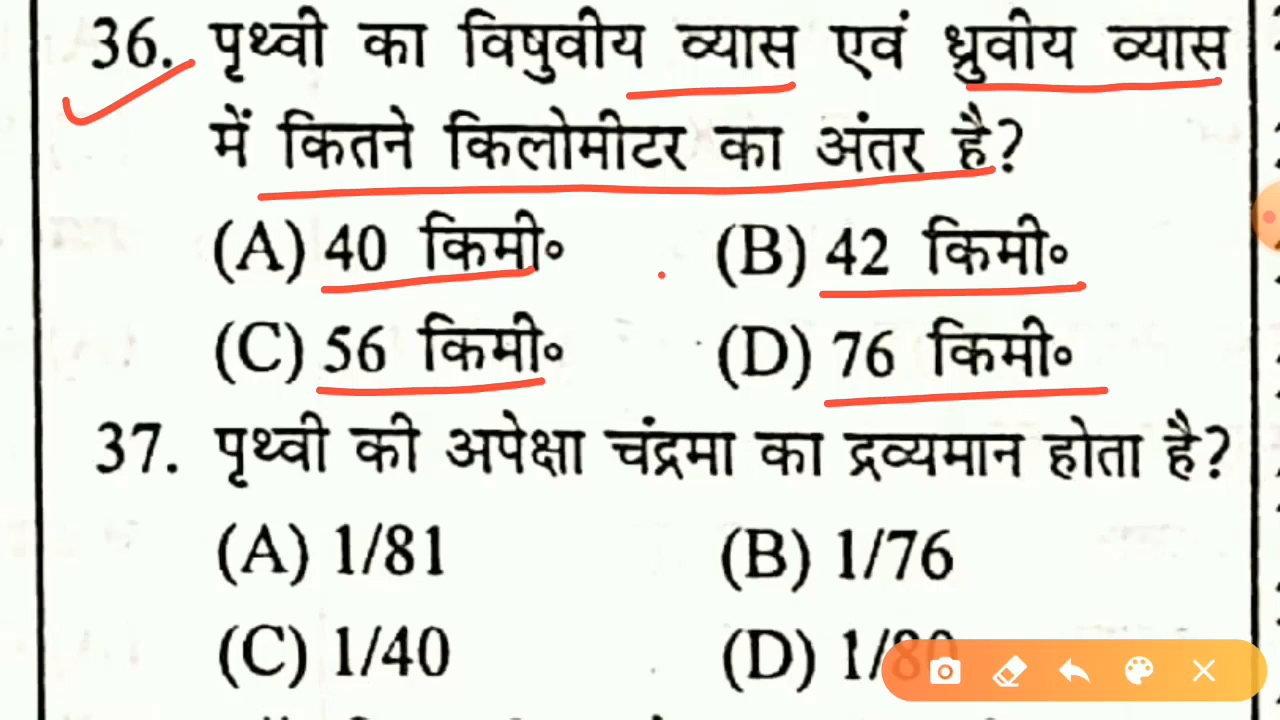 36. पृथ्वी का विषुवीय व्यास एवं ध्रुवीय व्यास
में कितने किलोमीटर का अंतर है?
(A) 40 किमी॰ (B) 42 किमी॰
(C) 56 किमी॰ (D) 76 किमी॰
37. पृथ्वी की अपेक्षा चंद्रमा का द्रव्यमान होता है?
(A) 1/81 (B) 1/76
(C) 1/40 (D) 1/80